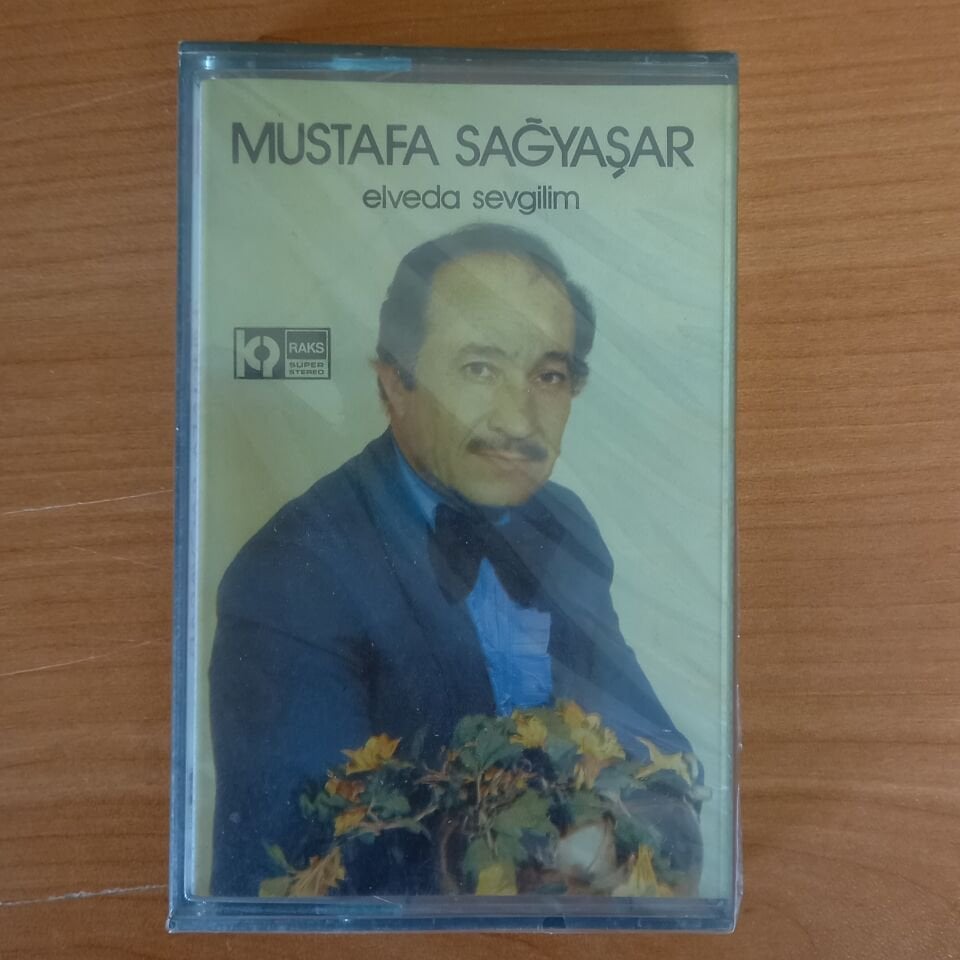 MUSTAFA SAĞYAŞAR
elveda sevgilim
RAKS
SUPER
STEREO